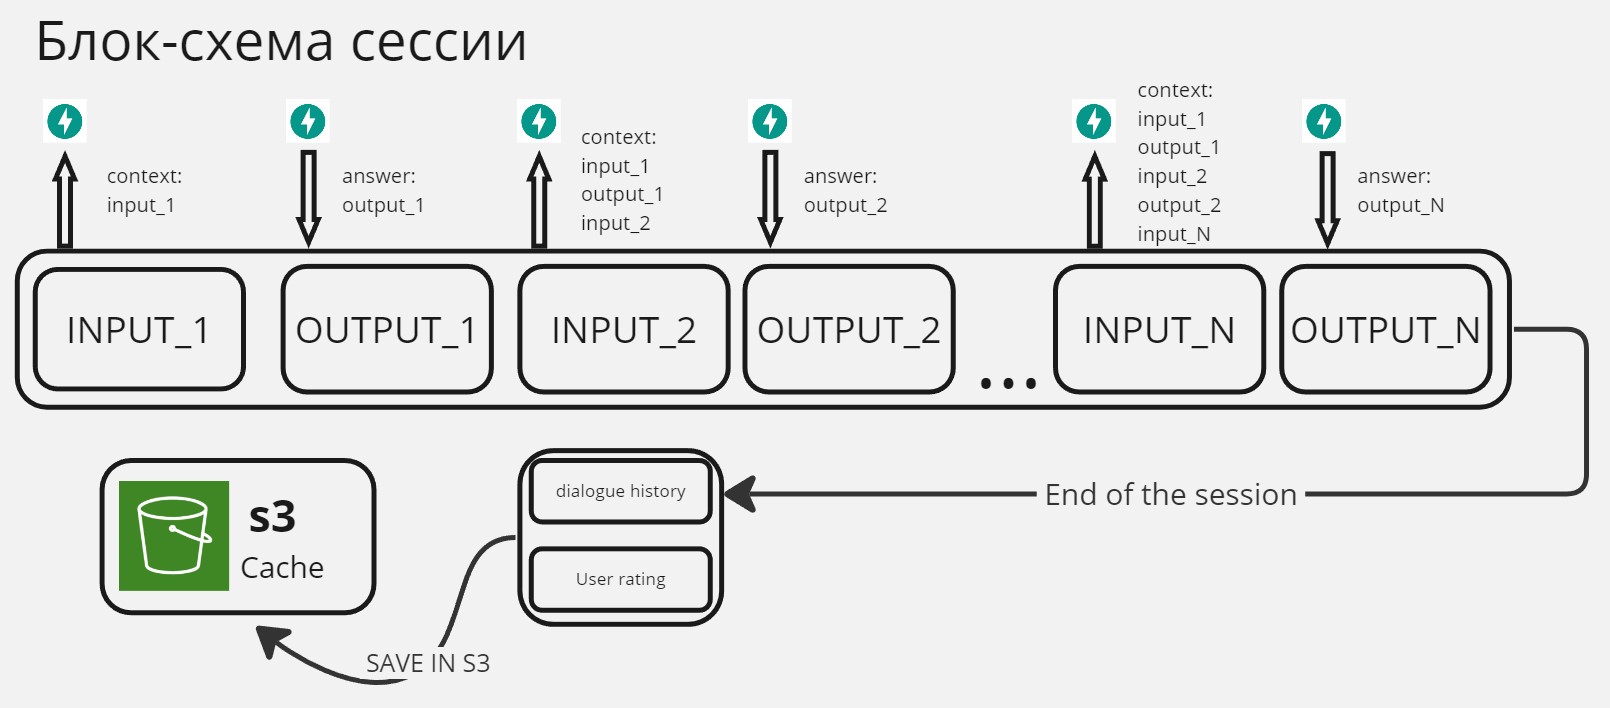 Блок-схема сессии
context:
input_1
answer:
output_1
context:
input_1
output_1
input_2
answer:
output_2
context:
input_1
output_1
input_2
output_2
input_N
answer:
output_N
INPUT_1
OUTPUT_1
INPUT_2
OUTPUT_2
...
INPUT_N
OUTPUT_N
s3
Cache
dialogue history
User rating
End of the session
SAVE IN S3